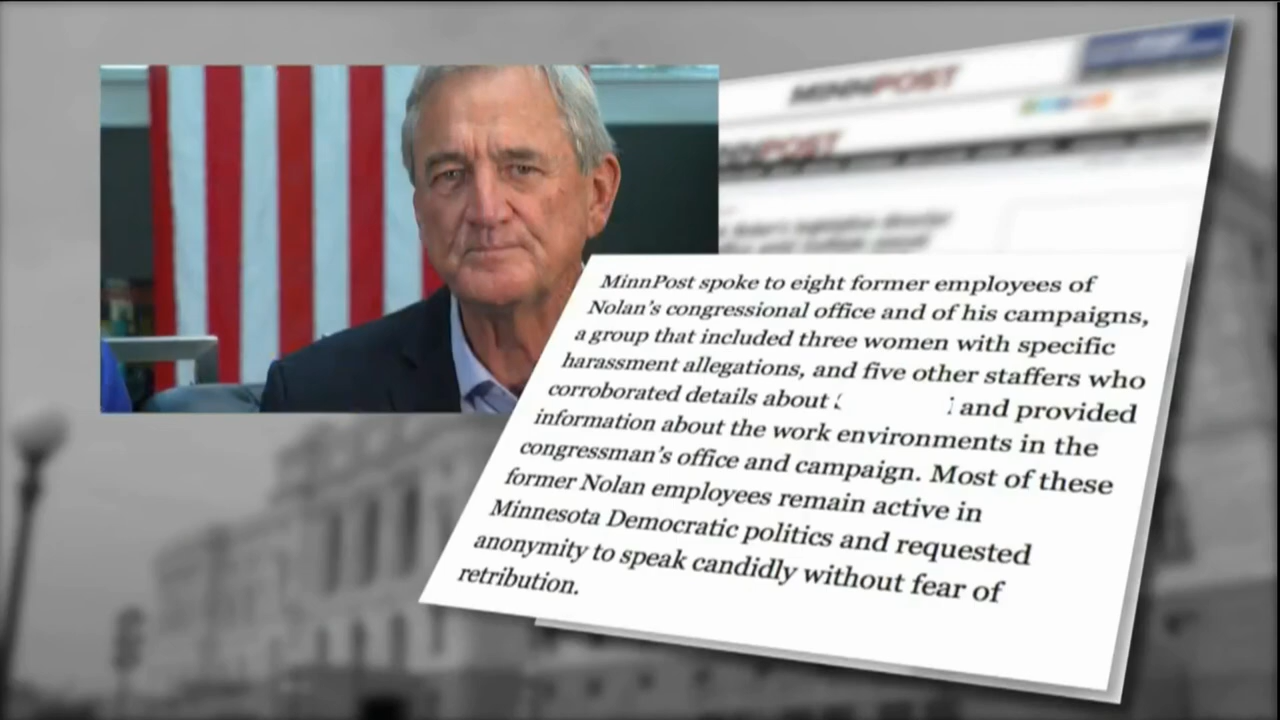 MINNPOST
MinnPost spoke to eight former employees of
Nolan's congressional office and of his campaigns,
a group that included three women with specific
harassment allegations, and five other staffers who
corroborated details about and provided
information about the work environments in the
congressman's office and campaign. Most of these
former Nolan employees remain active in
Minnesota Democratic politics and requested
anonymity to speak candidly without fear of
retribution.